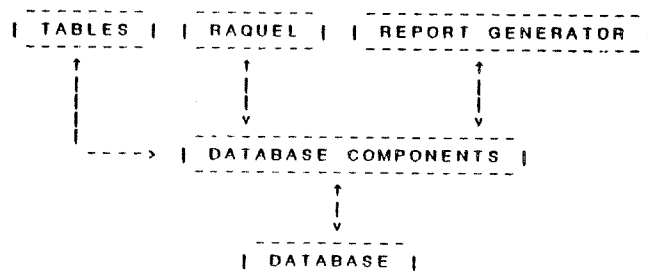 TABLES RAQUEL REPORT GENERATOR
DATABASE COMPONENTS
DATABASE